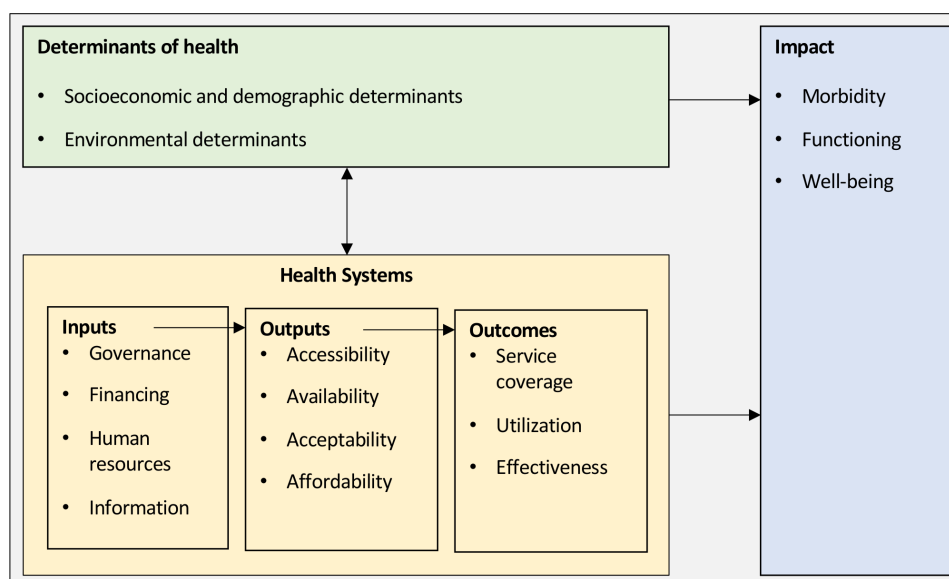 Determinants of health
• Socioeconomic and demographic determinants
• Environmental determinants
Impact
• Morbidity
• Functioning
• Well-being
Health Systems
Inputs
• Governance
• Financing
• Human
resources
• Information
Outputs
• Accessibility
• Availability
• Acceptability
• Affordability
Outcomes
• Service
coverage
• Utilization
• Effectiveness